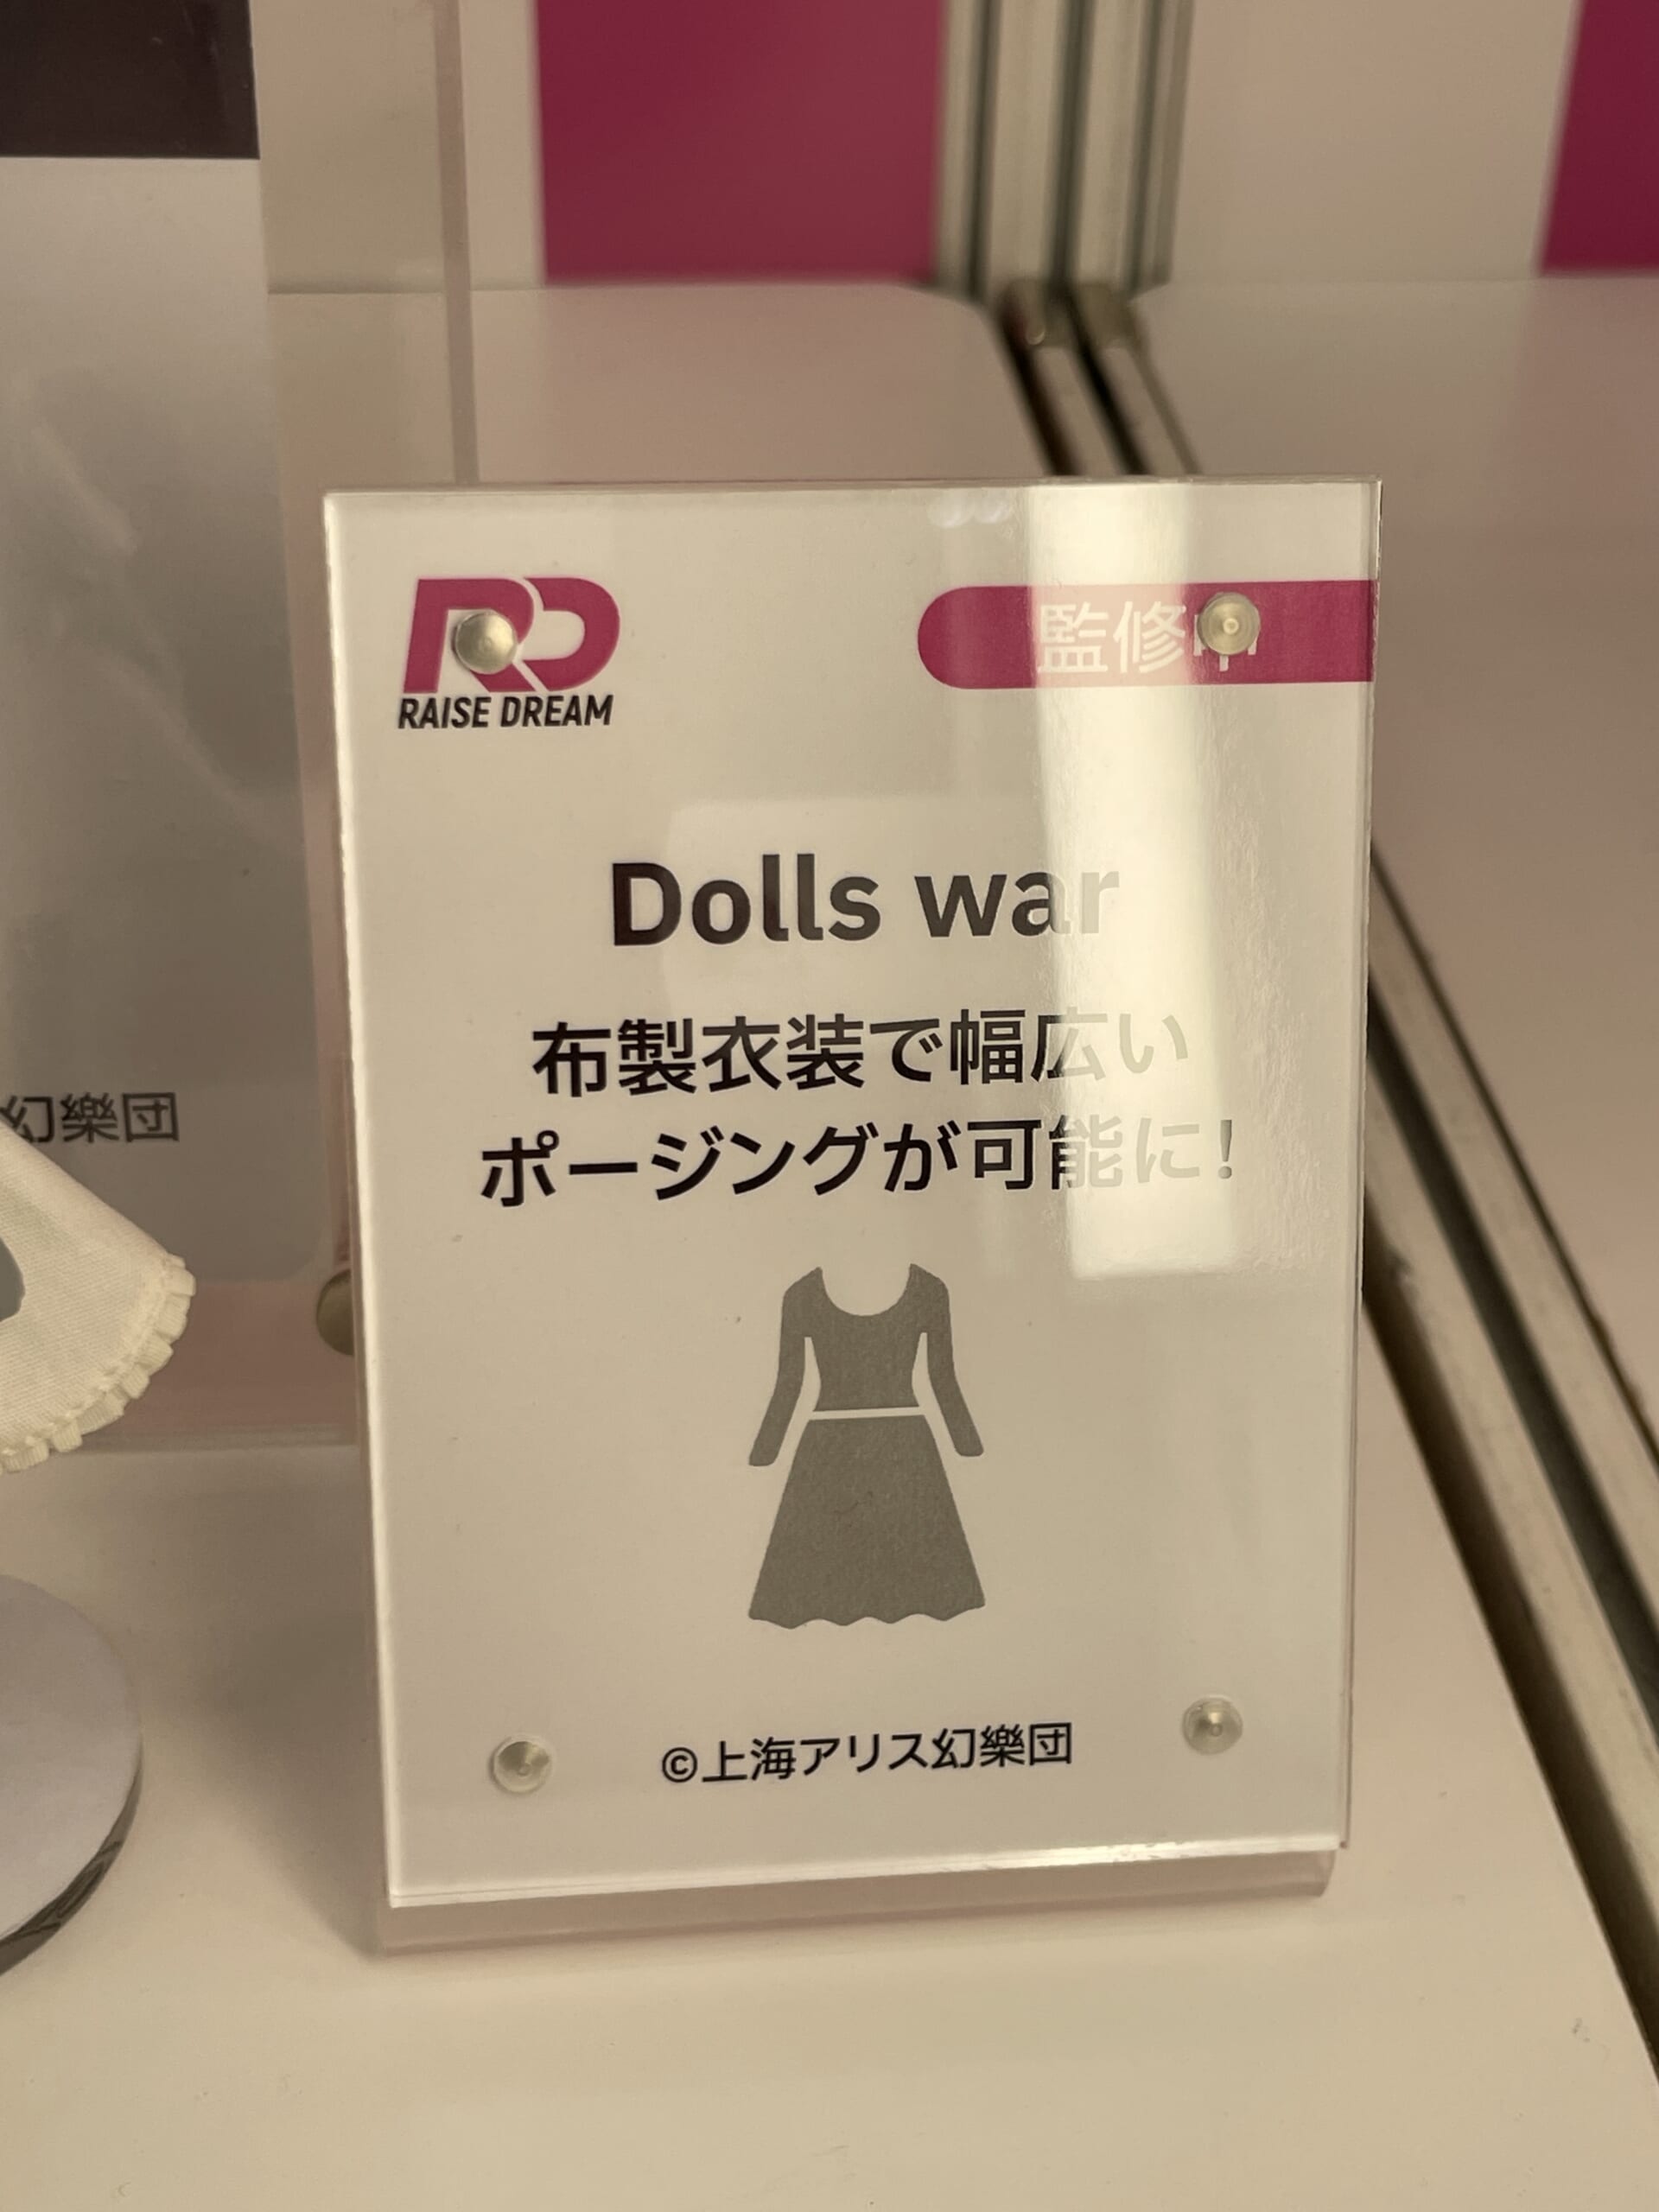 RAISE DREAM
監修中
Dolls war
布製衣装で幅広い
ポージングが可能に!
©上海アリス幻樂団
幻樂団